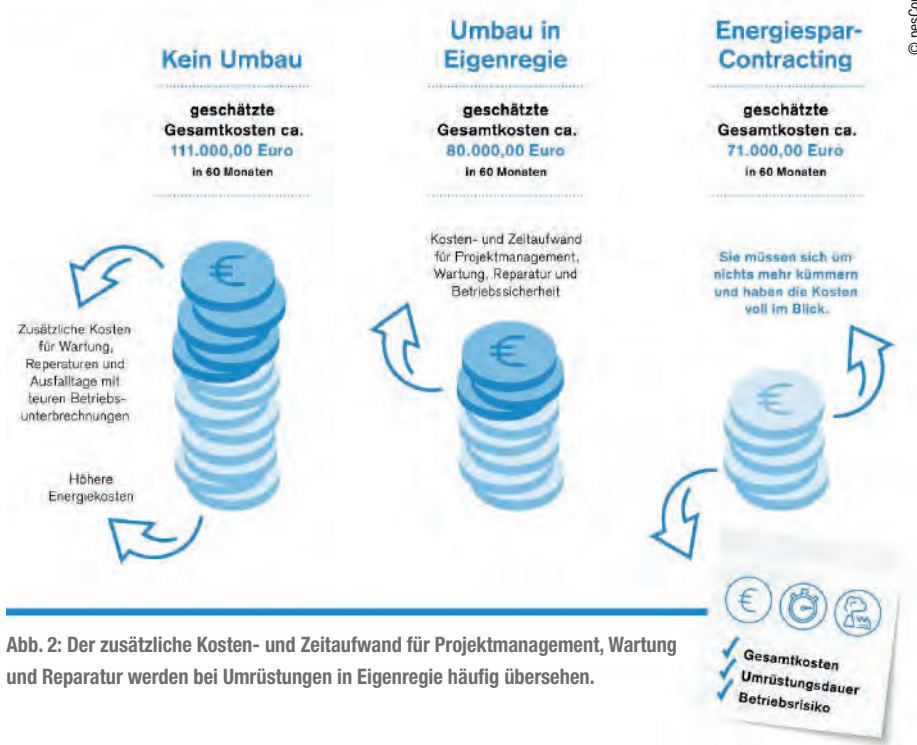 Kein Umbau
geschätzte
Gesamtkosten ca.
111.000,00 Euro
in 60 Monaten
Zusätzliche Kosten
für Wartung,
Reperaturen und
Ausfalltage mit
teuren Betriebs-
unterbrechnungen
Höhere
Energiekosten
Umbau in
Eigenregie
geschätzte
Gesamtkosten ca.
80.000,00 Euro
in 60 Monaten
Kosten- und Zeitaufwand
für Projektmanagement,
Wartung, Reparatur und
Betriebssicherheit
Energiespar-
Contracting
geschätzte
Gesamtkosten ca.
71.000,00 Euro
in 60 Monaten
Sie müssen sich um
nichts mehr kümmern
und haben die Kosten
voll im Blick.
€
€
€
€
Gesamtkosten
Umrüstungsdauer
Betriebsrisiko
Abb. 2: Der zusätzliche Kosten- und Zeitaufwand für Projektmanagement, Wartung
und Reparatur werden bei Umrüstungen in Eigenregie häufig übersehen.
©